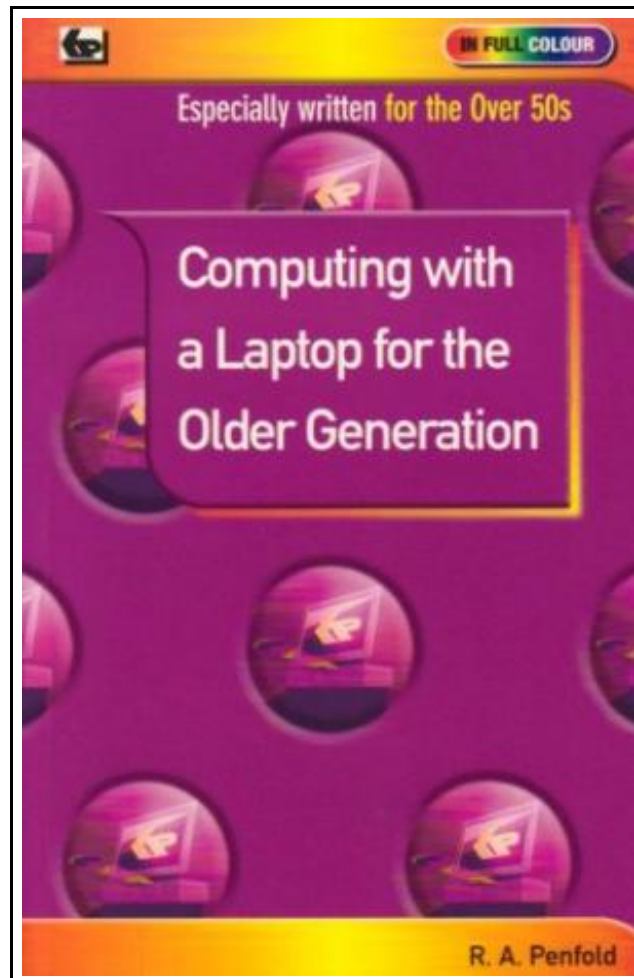 IN FULL COLOUR
Especially written for the Over 50s
Computing with
a Laptop for the
Older Generation
R. A. Penfold